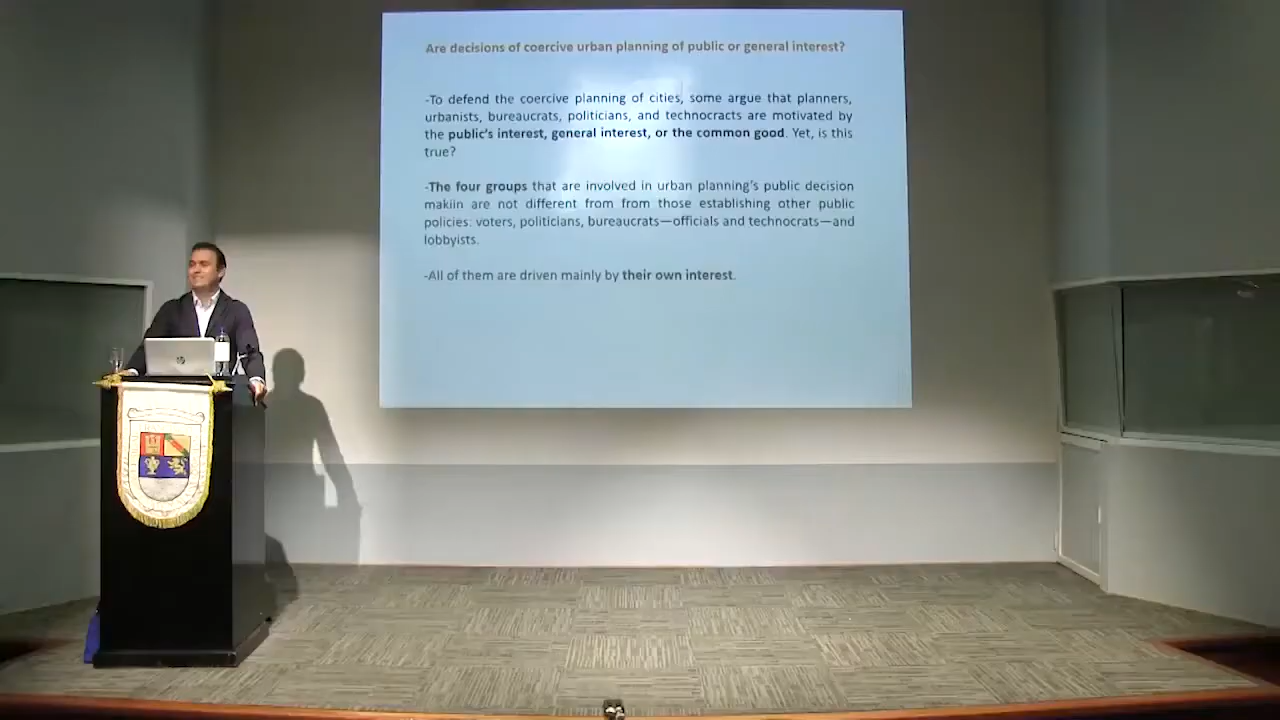 Are decisions of coercive urban planning of public or general interest?
-To defend the coercive planning of cities, some argue that planners,
urbanists, bureaucrats, politicians, and technocrats are motivated by
the public's interest, general interest, or the common good. Yet, is this
true?
-The four groups that are involved in urban planning's public decision
makiin are not different from from those establishing other public
policies: voters, politicians, bureaucrats—officials and technocrats—and
lobbyists.
-All of them are driven mainly by their own interest.